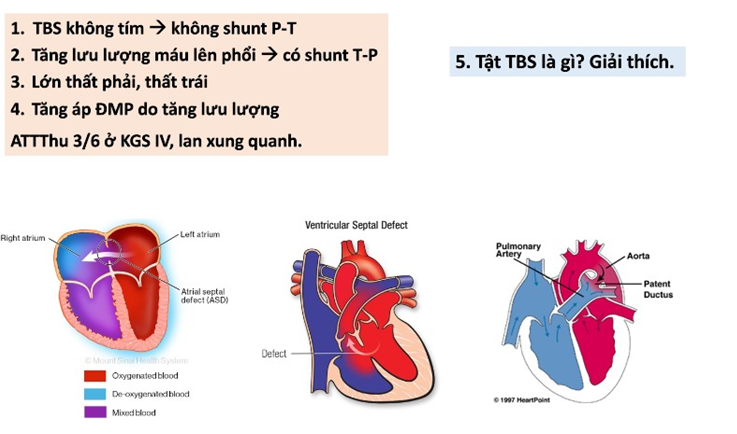 1. TBS không tím → không shunt P-T
2. Tăng lưu lượng máu lên phổi → có shunt T-P
3. Lớn thất phải, thất trái
4. Tăng áp ĐMP do tăng lưu lượng
ATTThu 3/6 ở KGS IV, lan xung quanh.
5. Tật TBS là gì? Giải thích.
Right atrium
Left atrium
Atrial septal
defect (ASD)
© Mount Sinai Health System
Oxygenated blood
De-oxygenated blood
Mixed blood
Ventricular Septal Defect
Defect
Pulmonary
Artery
Aorta
Patent
Ductus
© 1997 HeartPoint